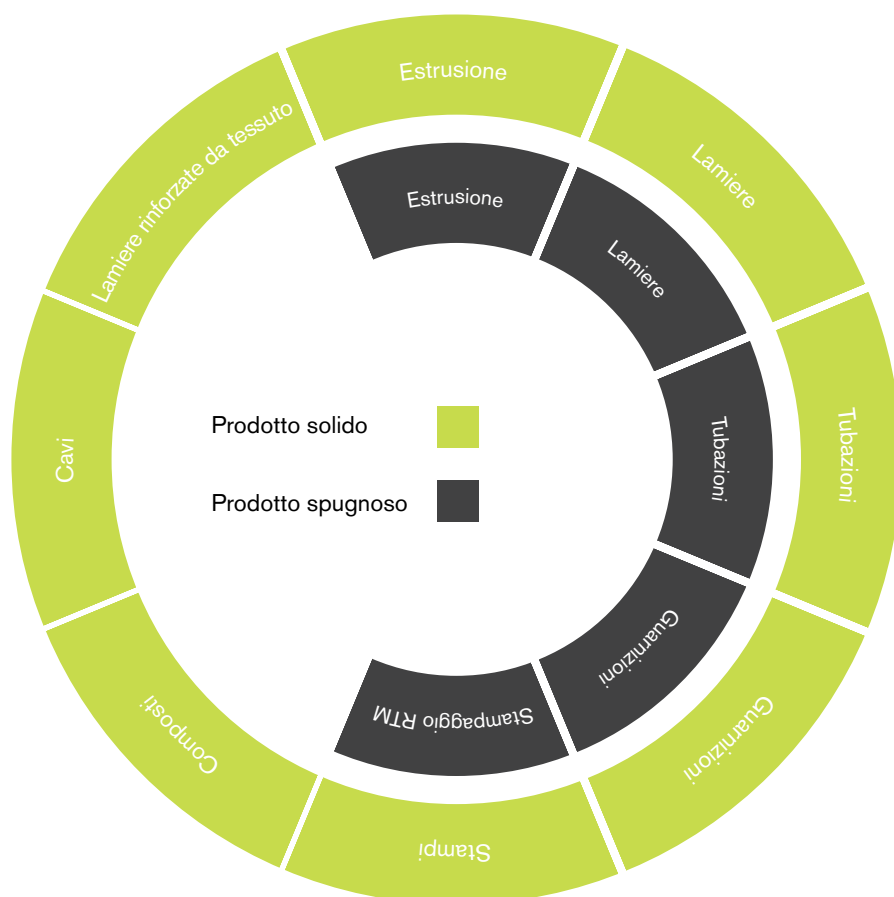 Estrusione
Lamiere
Tubazioni
Guarnizioni
Stampi
Composti
Cavi
Lamiere rinforzate da tessuto
Estrusione
Lamiere
Tubazioni
Guarnizioni
Stampaggio RTM
Prodotto solido
Prodotto spugnoso